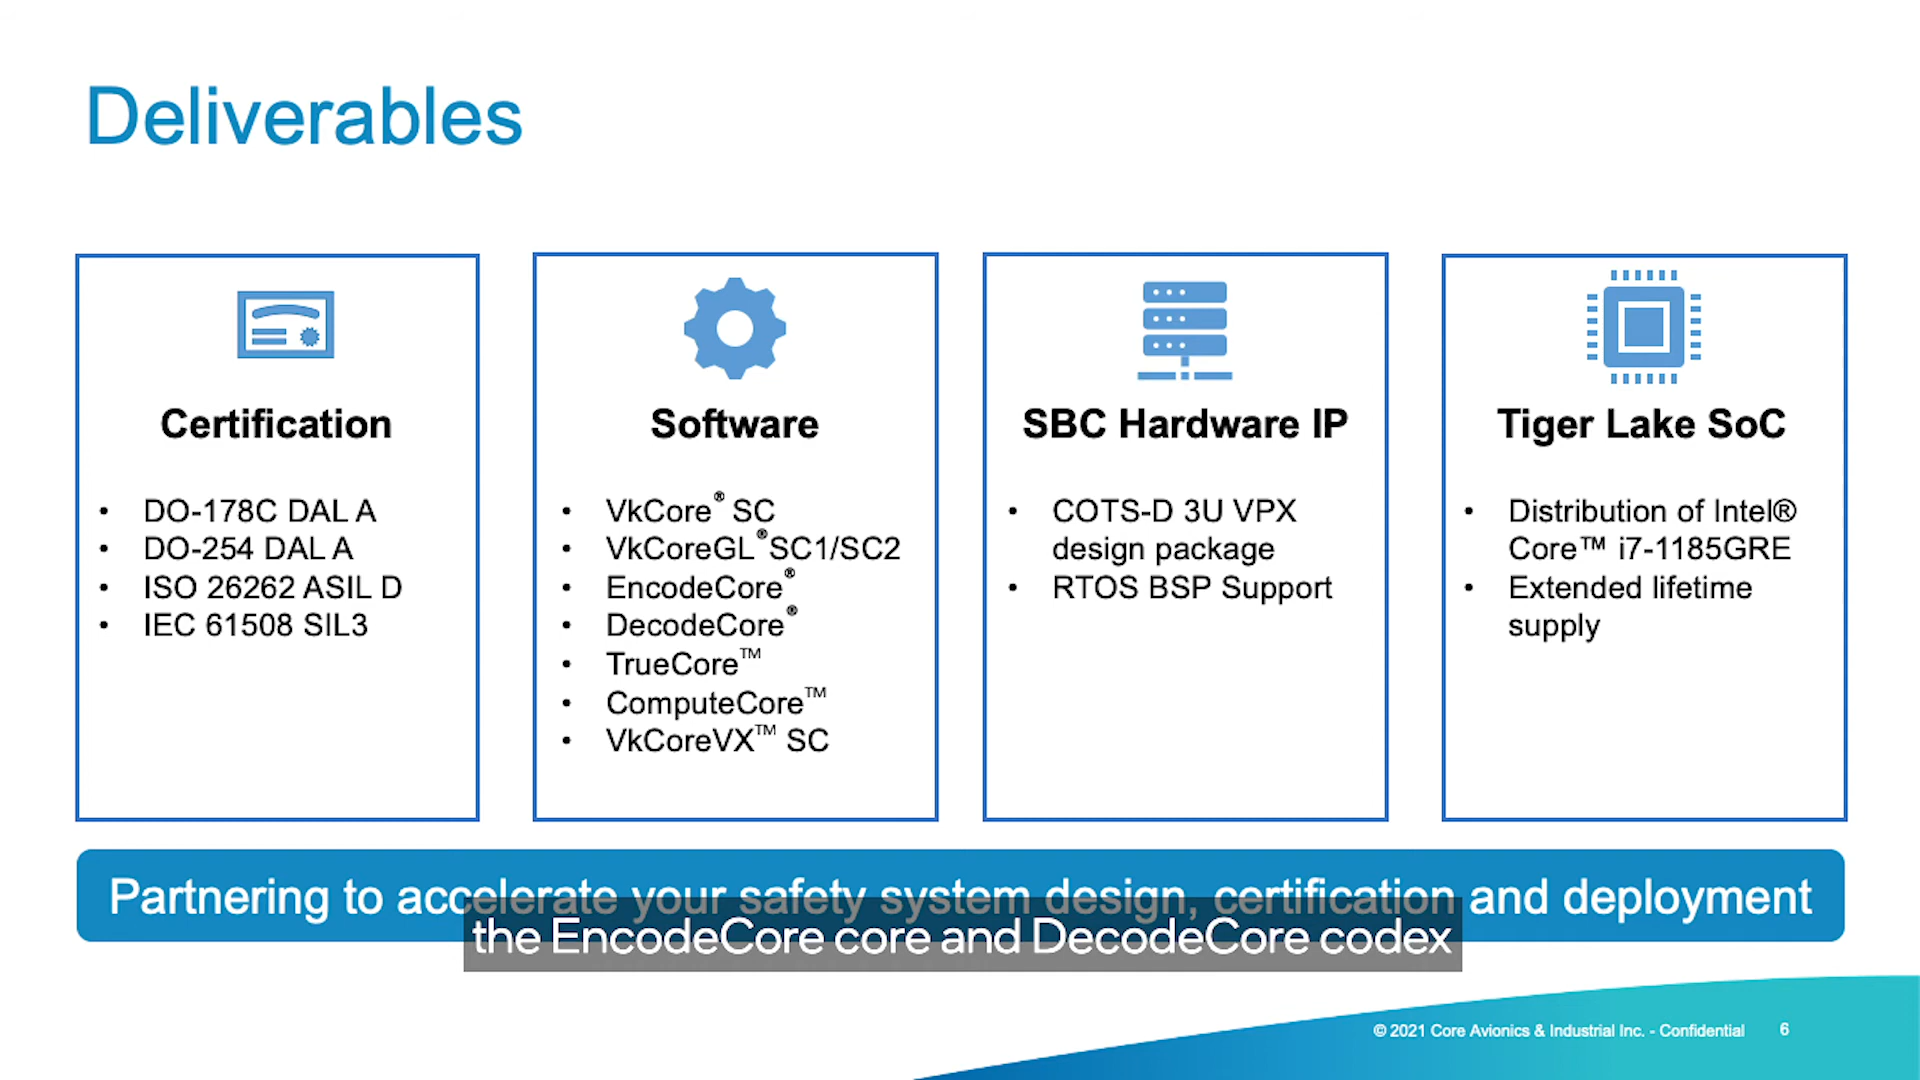 Deliverables
Certification
• DO-178C DAL A
• DO-254 DAL A
• ISO 26262 ASIL D
• IEC 61508 SIL3
Software
• VkCore® SC
• VkCoreGL®SC1/SC2
• EncodeCore®
• DecodeCore®
• TrueCore™
• ComputeCore™
• VkCoreVX™ SC
SBC Hardware IP
• COTS-D 3U VPX
design package
• RTOS BSP Support
Tiger Lake SoC
• Distribution of Intel®
Core™ i7-1185GRE
• Extended lifetime
supply
Partnering to accelerate your safety system design, certification and deployment
the EncodeCore core and DecodeCore codex
© 2021 Core Avionics & Industrial Inc. - Confidential 6